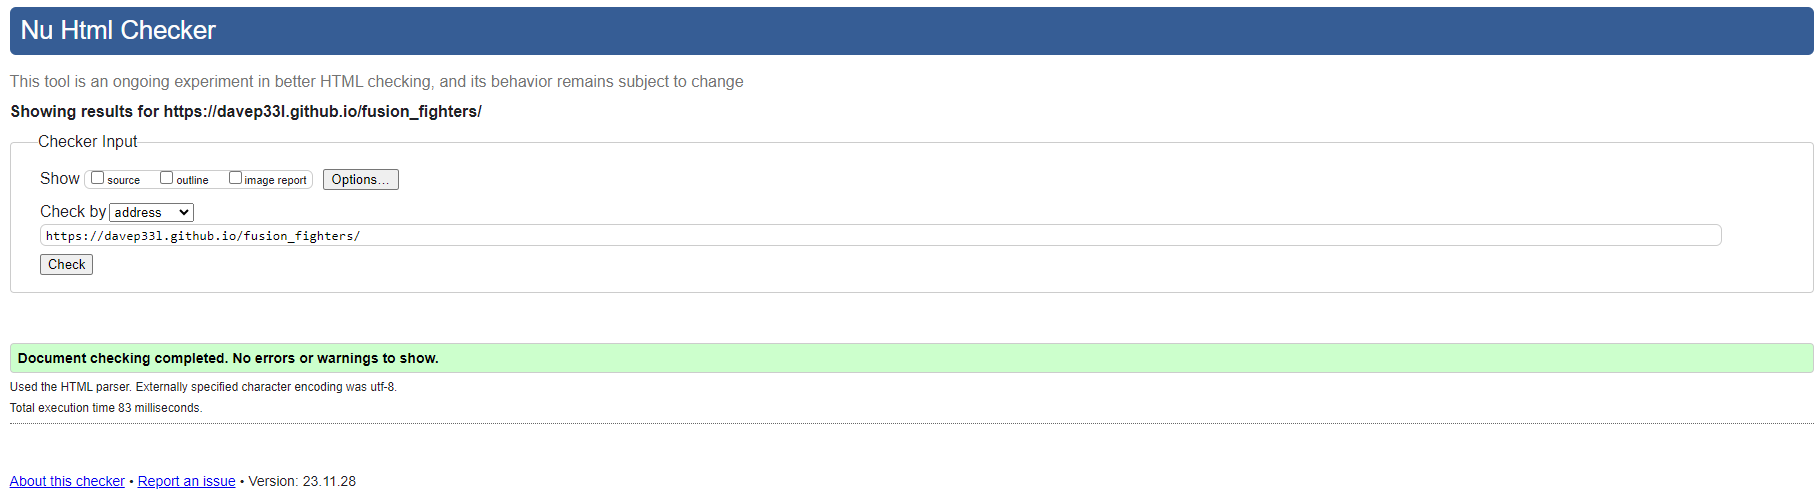 Nu Html Checker
This tool is an ongoing experiment in better HTML checking, and its behavior remains subject to change
Showing results for https://davep33l.github.io/fusion_fighters/
Checker Input
Show source outline image report Options...
Check by address
https://davep33l.github.io/fusion_fighters/
Check
Document checking completed. No errors or warnings to show.
Used the HTML parser. Externally specified character encoding was utf-8.
Total execution time 83 milliseconds.
About this checker • Report an issue • Version: 23.11.28